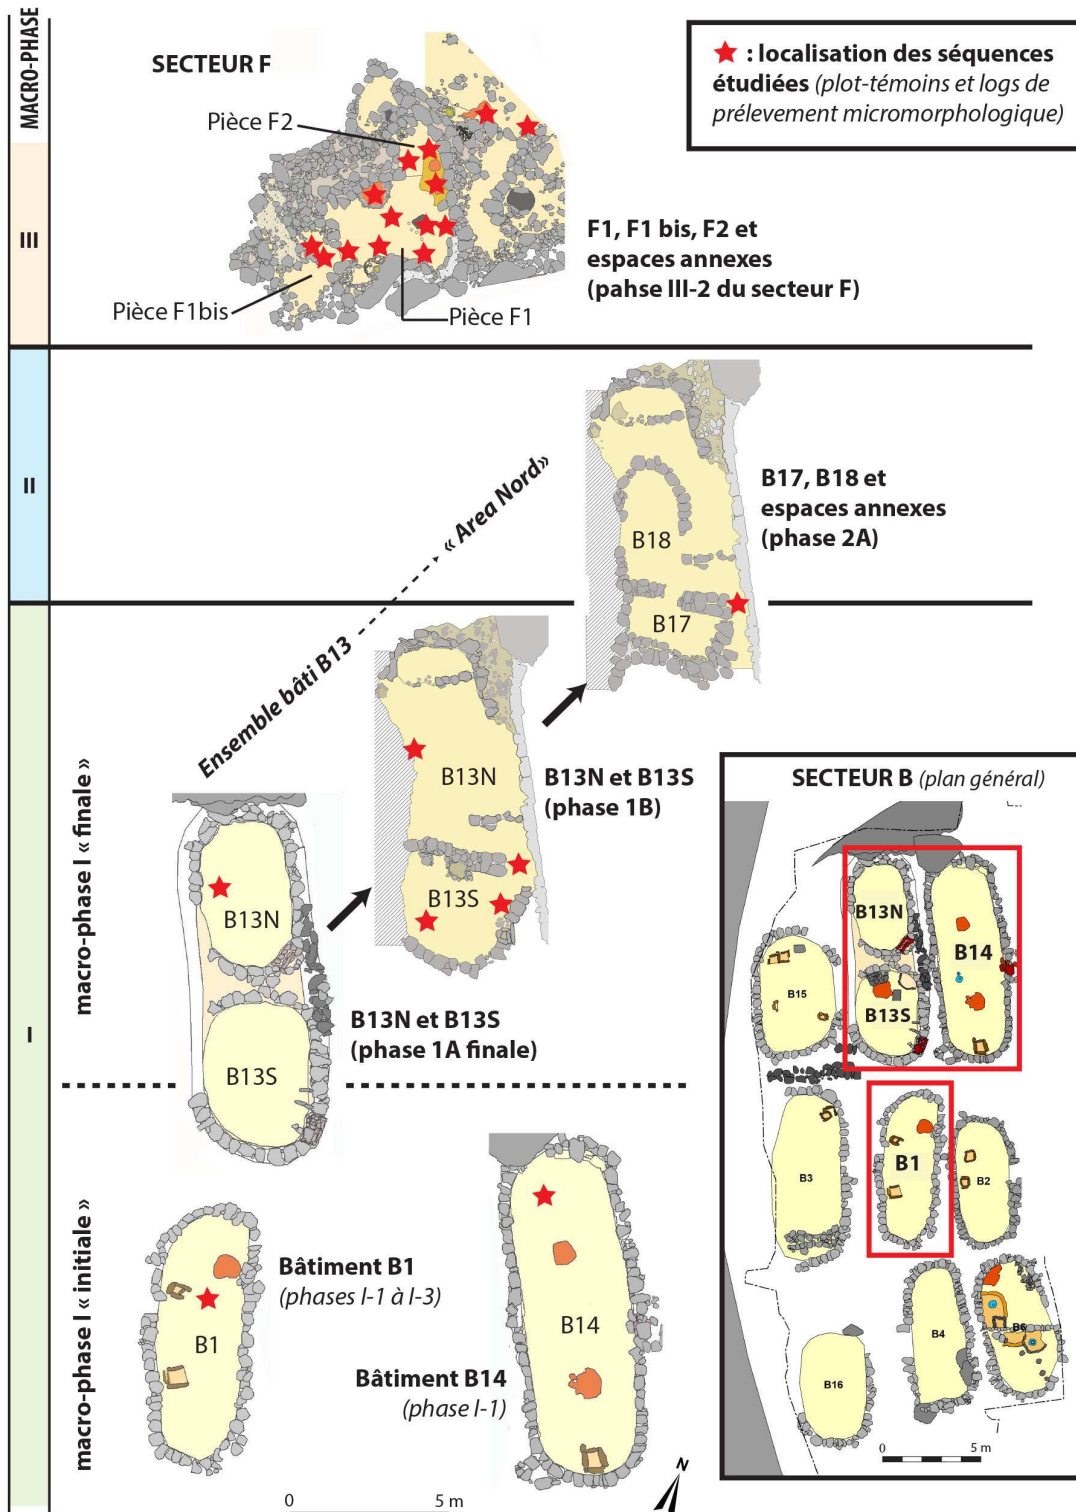 MACRO-PHASE
III
II
I
SECTEUR F
Pièce F2
Pièce F1bis
Pièce F1
★ : localisation des séquences
étudiées (plot-témoins et logs de
prélevement micromorphologique)
F1, F1 bis, F2 et
espaces annexes
(pahse III-2 du secteur F)
B18
B17
B17, B18 et
espaces annexes
(phase 2A)
Ensemble bâti B13
« Area Nord»
macro-phase I « finale »
B13N
B13S
B13N et B13S
(phase 1B)
B13N
B13S
B13N et B13S
(phase 1A finale)
macro-phase I « initiale »
B1
Bâtiment B1
(phases I-1 à I-3)
B14
Bâtiment B14
(phase I-1)
0 5 m
N
SECTEUR B (plan général)
B13N
B14
B15
B13S
B3
B1
B2
B4
B6
B16
0 5 m